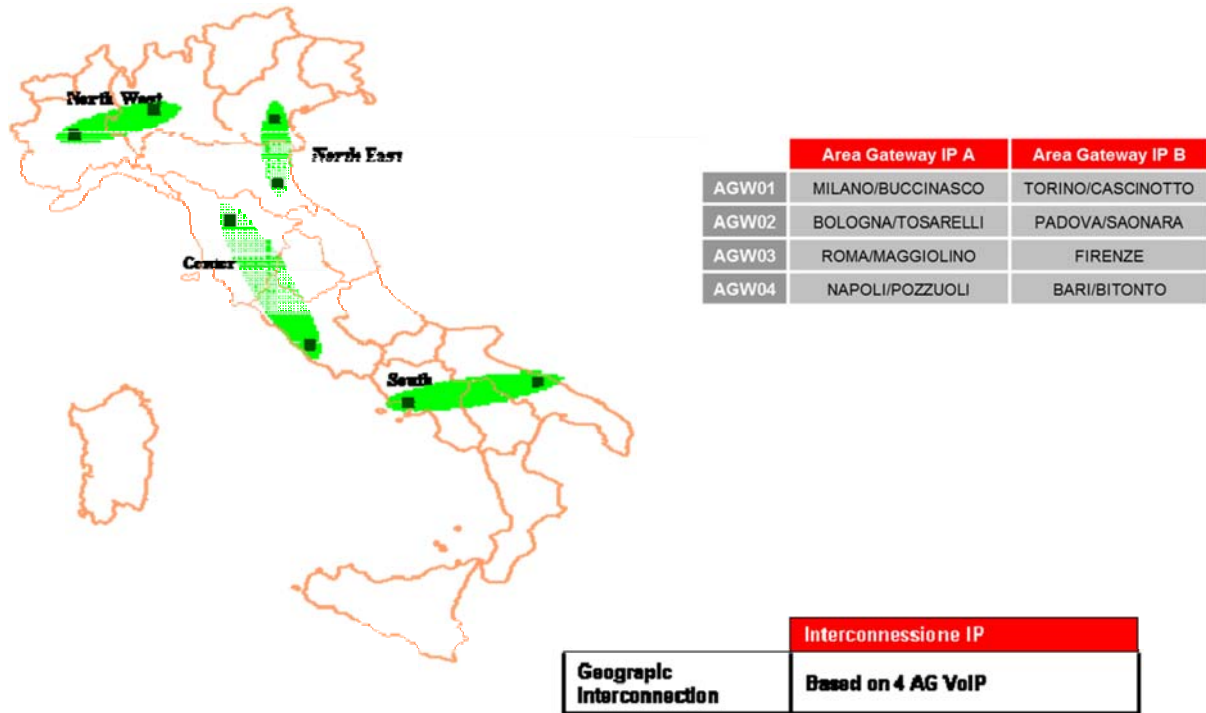 North West
North East
Center
South
Area Gateway IP A Area Gateway IP B
AGW01 MILANO/BUCCINASCO TORINO/CASCINOTTO
AGW02 BOLOGNA/TOSARELLI PADOVA/SAONARA
AGW03 ROMA/MAGGIOLINO FIRENZE
AGW04 NAPOLI/POZZUOLI BARI/BITONTO
Interconnessione IP
Geograpic
Interconnection
Based on 4 AG VoIP